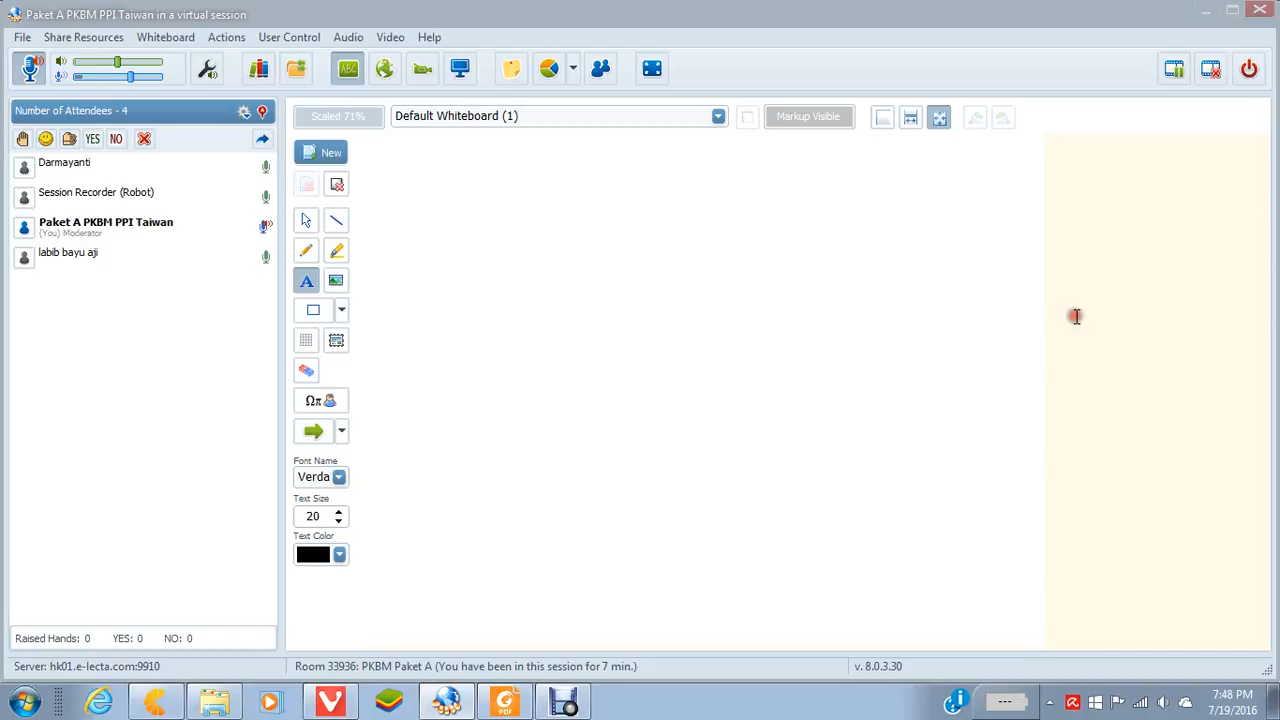 Paket A PKBM PPI Taiwan in a virtual session
File Share Resources Whiteboard Actions User Control Audio Video Help
ABC
Number of Attendees - 4
YES NO
Darmayanti
Session Recorder (Robot)
Paket A PKBM PPI Taiwan
(You) Moderator
labib bayu aji
Raised Hands: 0 YES: 0 NO: 0
Scaled 71% Default Whiteboard (1) Markup Visible
New
A
Ωπ
Font Name
Verda
Text Size
20
Text Color
Server: hk01.e-lecta.com:9910 Room 33936: PKBM Paket A (You have been in this session for 7 min.) v. 8.0.3.30
PDF
---
7:48 PM
7/19/2016